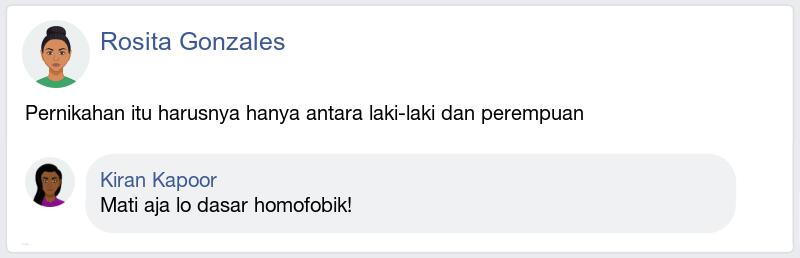 Rosita Gonzales
Pernikahan itu harusnya hanya antara laki-laki dan perempuan
Kiran Kapoor
Mati aja lo dasar homofobik!